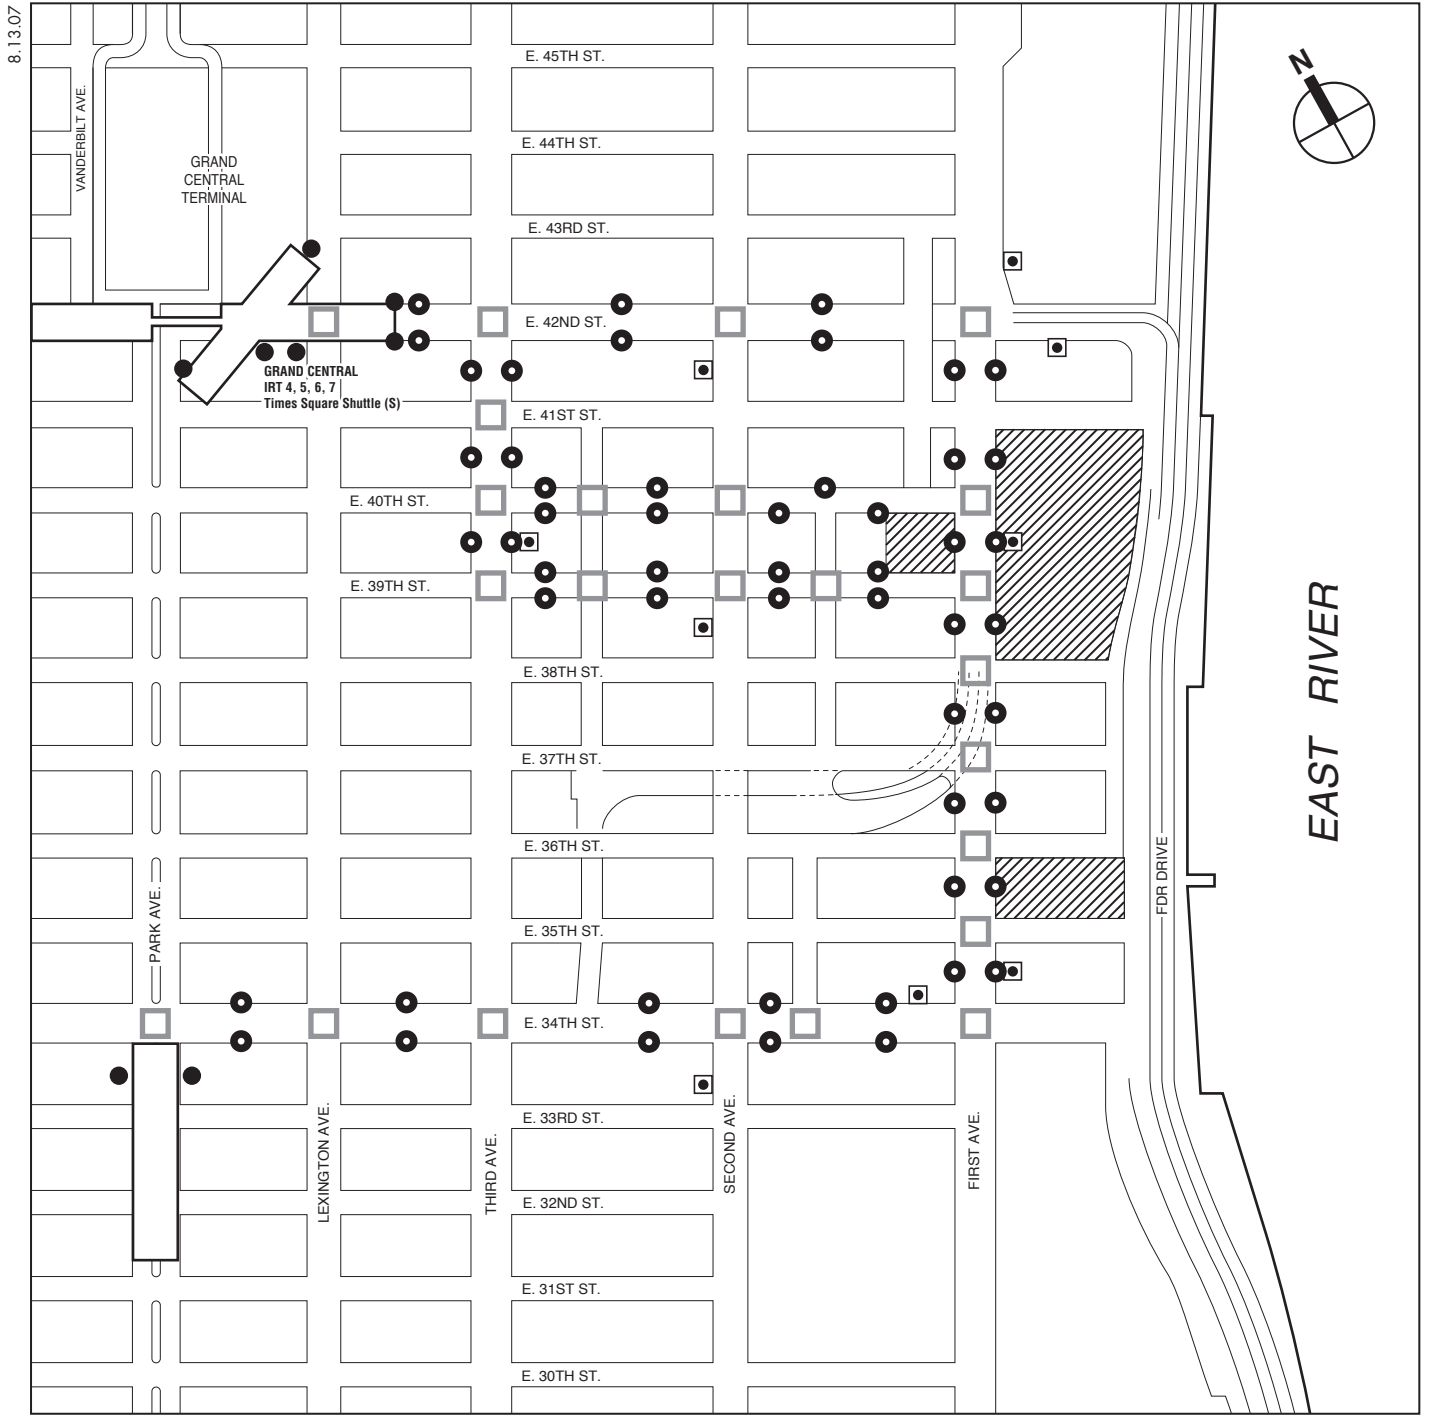 8.13.07
E. 45TH ST.
N
VANDERBILT AVE.
E. 44TH ST.
GRAND
CENTRAL
TERMINAL
E. 43RD ST.
E. 42ND ST.
GRAND CENTRAL
IRT 4, 5, 6, 7
Times Square Shuttle (S)
E. 41ST ST.
E. 40TH ST.
E. 39TH ST.
EAST RIVER
E. 38TH ST.
E. 37TH ST.
E. 36TH ST.
FDR DRIVE
PARK AVE.
E. 35TH ST.
E. 34TH ST.
LEXINGTON AVE.
THIRD AVE.
SECOND AVE.
FIRST AVE.
E. 33RD ST.
E. 32ND ST.
E. 31ST ST.
E. 30TH ST.